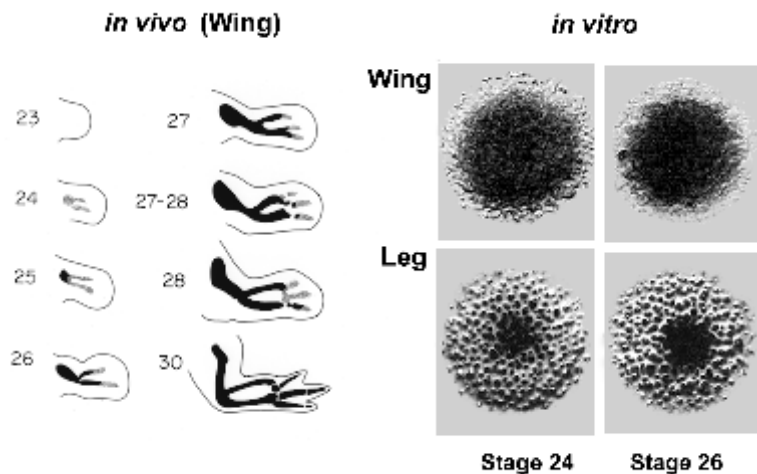 in vivo (Wing)
23
27
24
27-28
25
28
26
30
in vitro
Wing
Leg
Stage 24
Stage 26